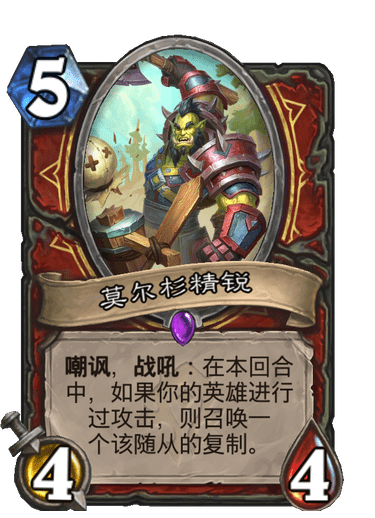 5
莫尔杉精锐
嘲讽，战吼：在本回合
中，如果你的英雄进行
过攻击，则召唤一
个该随从的复制。
4
4